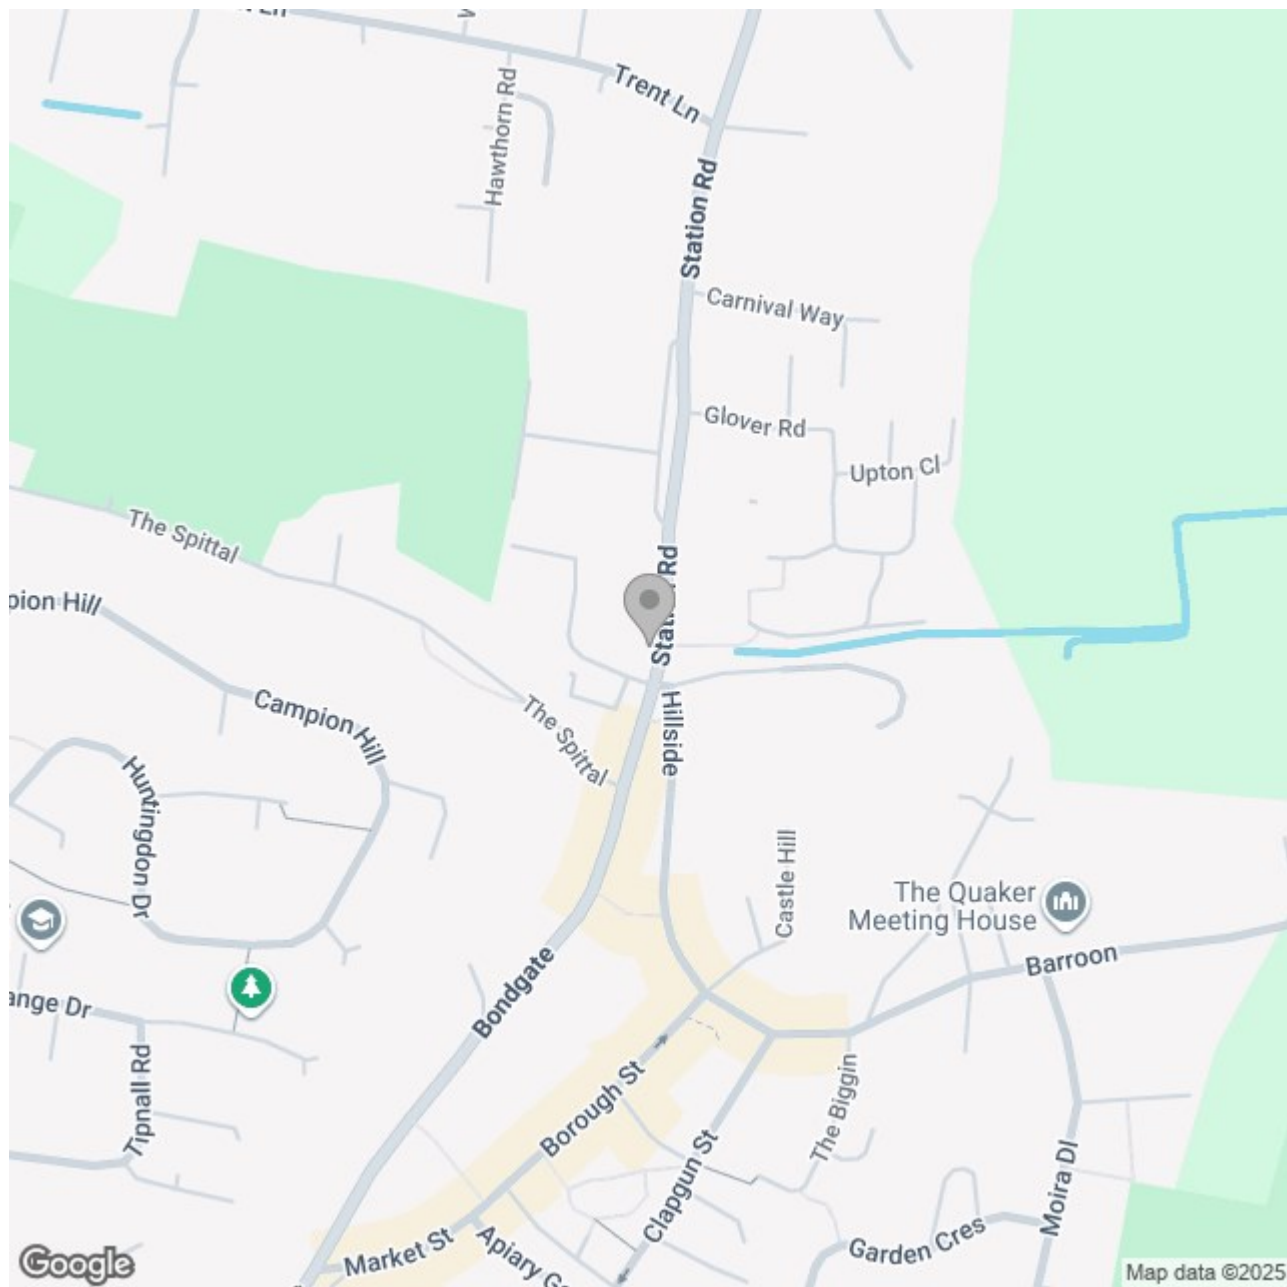 Trent Ln
Hawthorn Rd
Station Rd
Carnival Way
Glover Rd
Upton Cl
The Spittal
Station Rd
Campion Hill
The Spittal
Hillside
Huntingdon Dr
Castle Hill
The Quaker
Meeting House
Barroon
Bondgate
Tipnall Rd
Borough St
The Biggin
Clapgun St
Moira Dl
Market St
Garden Cres
Google
Map data ©2025